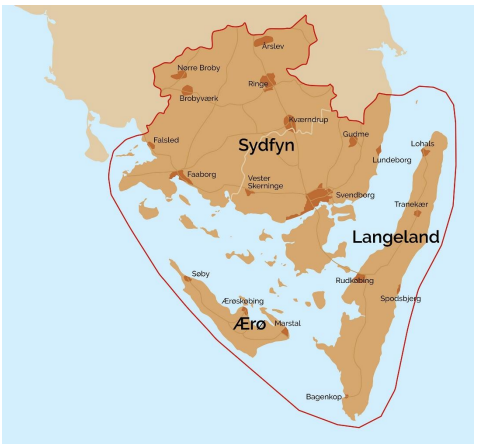 Årslev
Nørre Broby
Ringe
Brobyværk
Kværndrup
Gudme
Lohals
Falsled
Sydfyn
Lundeborg
Faaborg
Vester
Skerninge
Svendborg
Tranekær
Langeland
Søby
Rudkøbing
Spodsbjerg
Ærøskøbing
Ærø
Marstal
Bagenkop